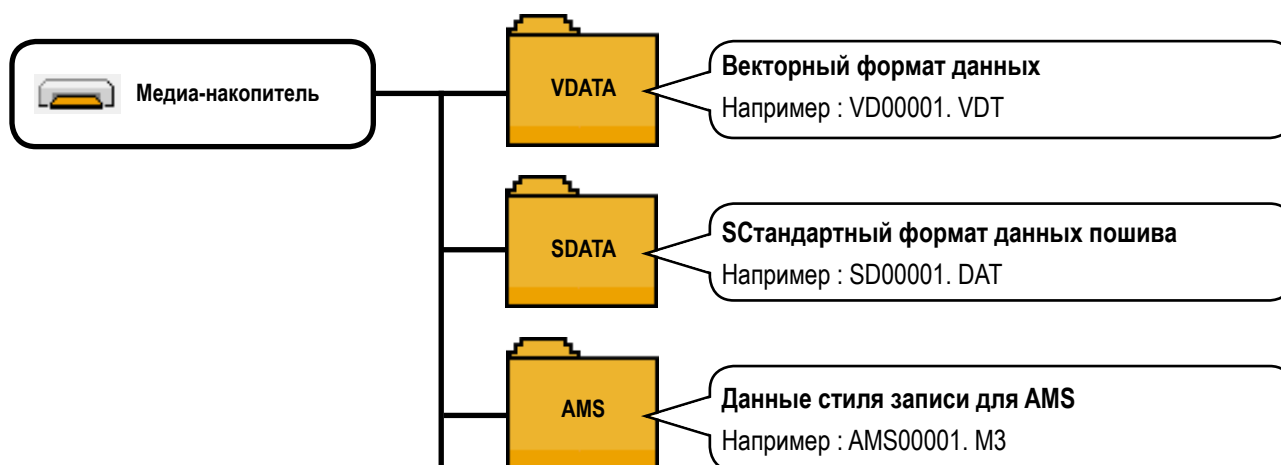 Медиа-накопитель
VDATA
Векторный формат данных
Например : VD00001. VDT
SDATA
SСтандартный формат данных пошива
Например : SD00001. DAT
AMS
Данные стиля записи для AMS
Например : AMS00001. M3